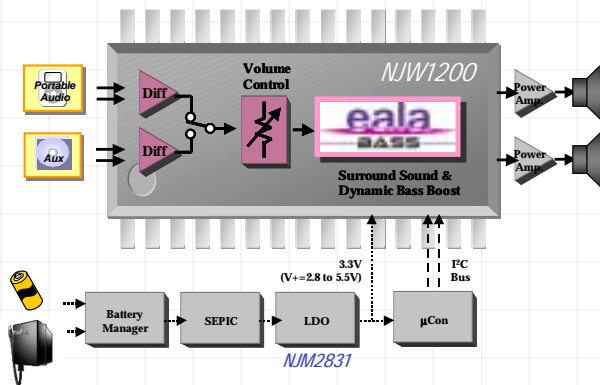 Volume
Control
NJW1200
Portable
Audio
Diff
Power
Amp.
eala
BASS
Aux
Diff
Power
Amp.
Surround Sound &
Dynamic Bass Boost
3.3V
(V+=2.8 to 5.5V)
I²C
Bus
Battery
Manager
SEPIC
LDO
µCon
NJM2831